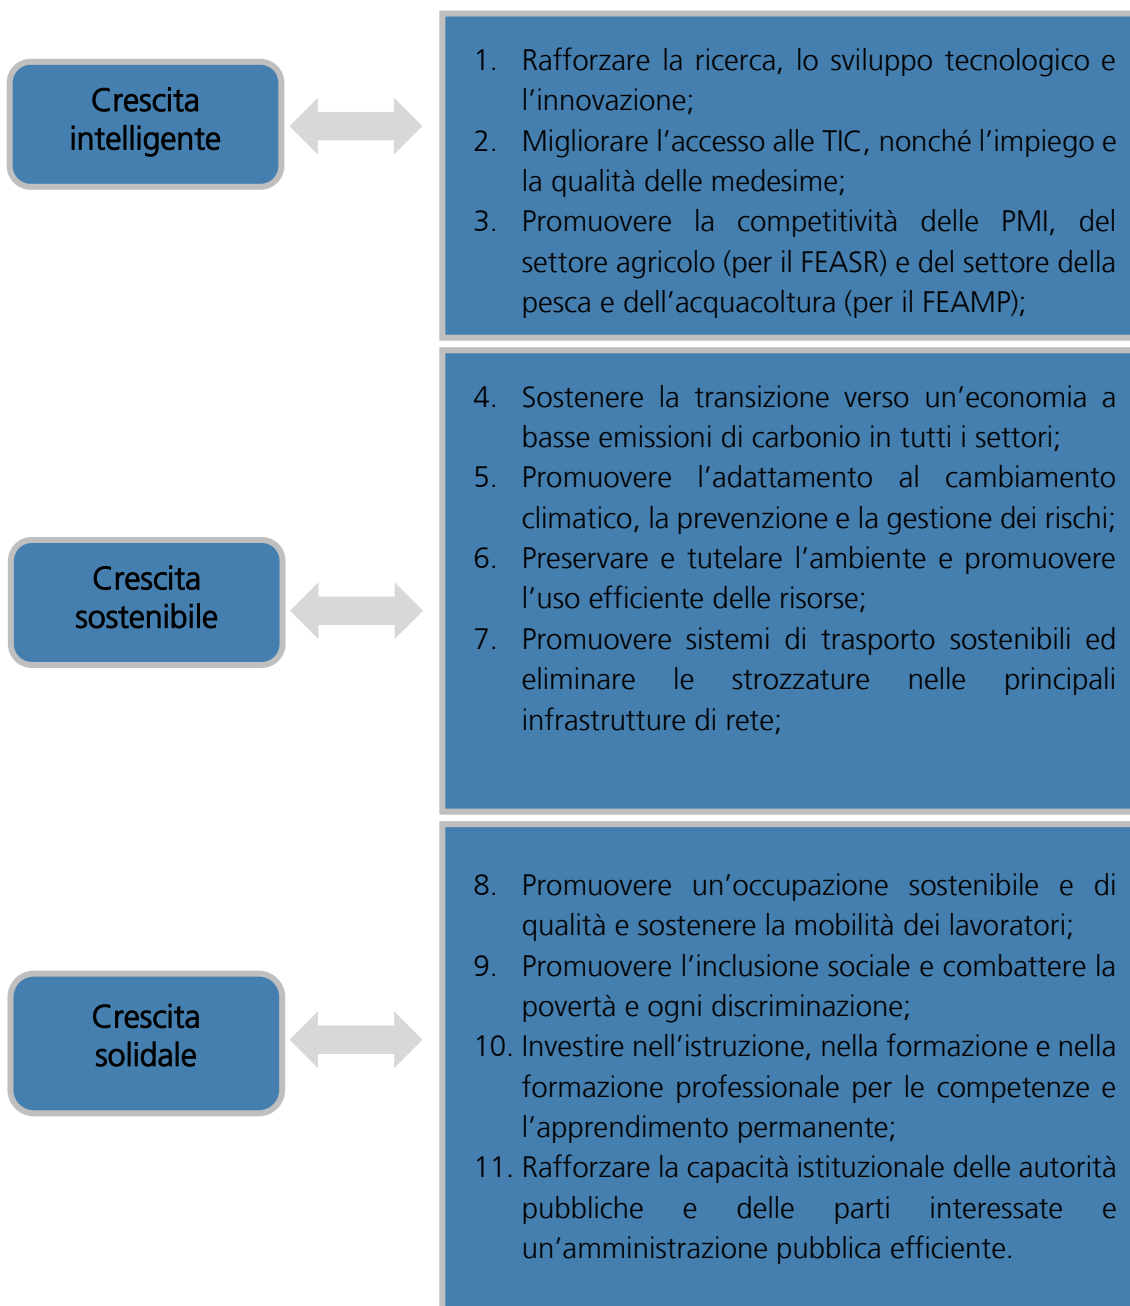 Crescita
intelligente
1. Rafforzare la ricerca, lo sviluppo tecnologico e
l’innovazione;
2. Migliorare l’accesso alle TIC, nonché l’impiego e
la qualità delle medesime;
3. Promuovere la competitività delle PMI, del
settore agricolo (per il FEASR) e del settore della
pesca e dell’acquacoltura (per il FEAMP);
Crescita
sostenibile
4. Sostenere la transizione verso un’economia a
basse emissioni di carbonio in tutti i settori;
5. Promuovere l’adattamento al cambiamento
climatico, la prevenzione e la gestione dei rischi;
6. Preservare e tutelare l’ambiente e promuovere
l’uso efficiente delle risorse;
7. Promuovere sistemi di trasporto sostenibili ed
eliminare le strozzature nelle principali
infrastrutture di rete;
Crescita
solidale
8. Promuovere un’occupazione sostenibile e di
qualità e sostenere la mobilità dei lavoratori;
9. Promuovere l’inclusione sociale e combattere la
povertà e ogni discriminazione;
10. Investire nell’istruzione, nella formazione e nella
formazione professionale per le competenze e
l’apprendimento permanente;
11. Rafforzare la capacità istituzionale delle autorità
pubbliche e delle parti interessate e
un’amministrazione pubblica efficiente.